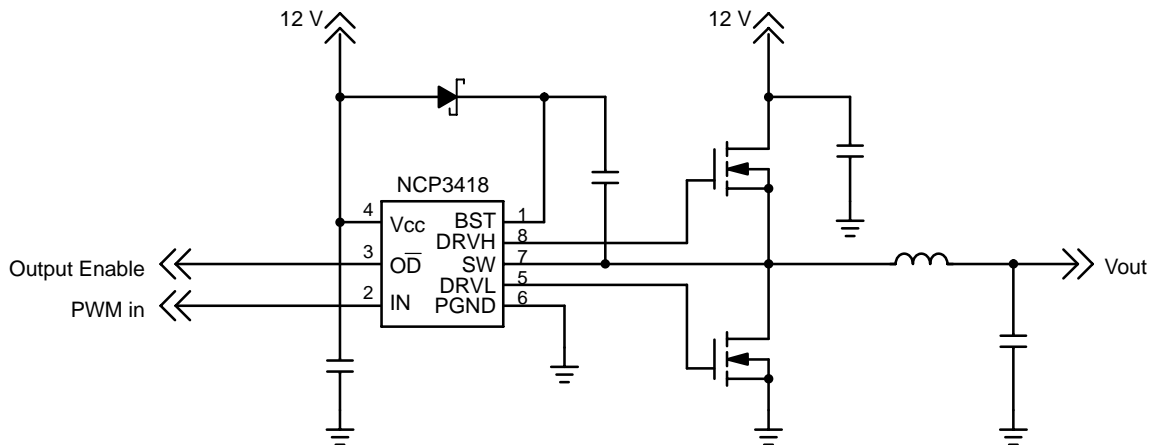 12 V
12 V
NCP3418
4
Vcc
BST
1
DRVH
8
Output Enable
3
OD̅
SW
7
DRVL
5
PWM in
2
IN
PGND
6
Vout